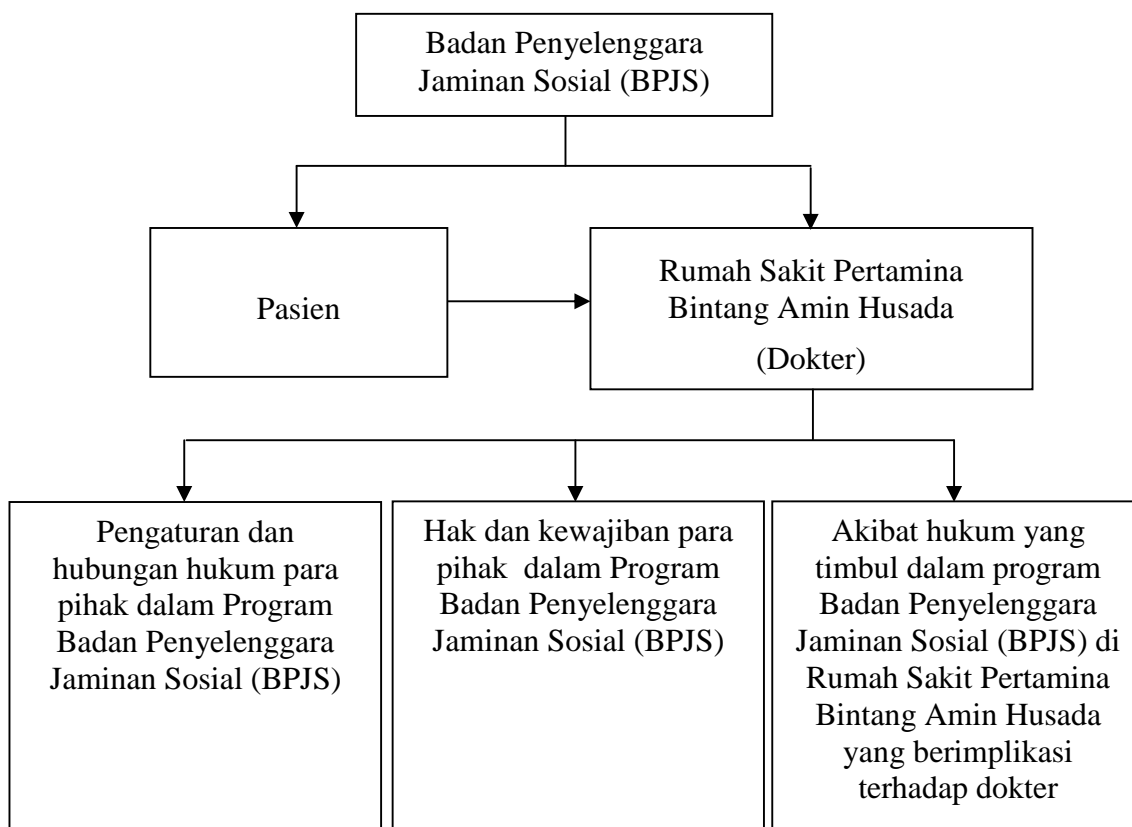 Badan Penyelenggara
Jaminan Sosial (BPJS)
Pasien
Rumah Sakit Pertamina
Bintang Amin Husada
(Dokter)
Pengaturan dan
hubungan hukum para
pihak dalam Program
Badan Penyelenggara
Jaminan Sosial (BPJS)
Hak dan kewajiban para
pihak dalam Program
Badan Penyelenggara
Jaminan Sosial (BPJS)
Akibat hukum yang
timbul dalam program
Badan Penyelenggara
Jaminan Sosial (BPJS) di
Rumah Sakit Pertamina
Bintang Amin Husada
yang berimplikasi
terhadap dokter